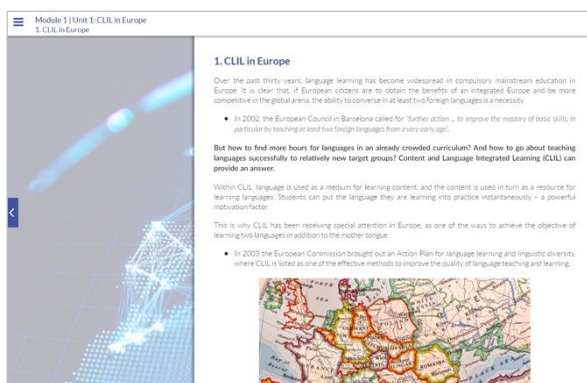 Module 1 | Unit 1: CLIL in Europe
1. CLIL in Europe
1. CLIL in Europe
Over the past thirty years, language learning has become widespread in compulsory mainstream education in
Europe. It is clear that, if European citizens are to obtain the benefits of an integrated Europe and be more
competitive in the global arena, the ability to converse in at least two foreign languages is a necessity.
• In 2002, the European Council in Barcelona called for 'further action ... to improve the mastery of basic skills, in
particular by teaching at least two foreign languages from a very early age'.
But how to find more hours for languages in an already crowded curriculum? And how to go about teaching
languages successfully to relatively new target groups? Content and Language Integrated Learning (CLIL) can
provide an answer.
Within CLIL, language is used as a medium for learning content, and the content is used in turn as a resource for
learning languages. Students can put the language they are learning into practice instantaneously – a powerful
motivation factor.
This is why CLIL has been receiving special attention in Europe, as one of the ways to achieve the objective of
learning two languages in addition to the mother tongue.
• In 2003 the European Commission brought out an Action Plan for language learning and linguistic diversity,
where CLIL is listed as one of the effective methods to improve the quality of language teaching and learning.